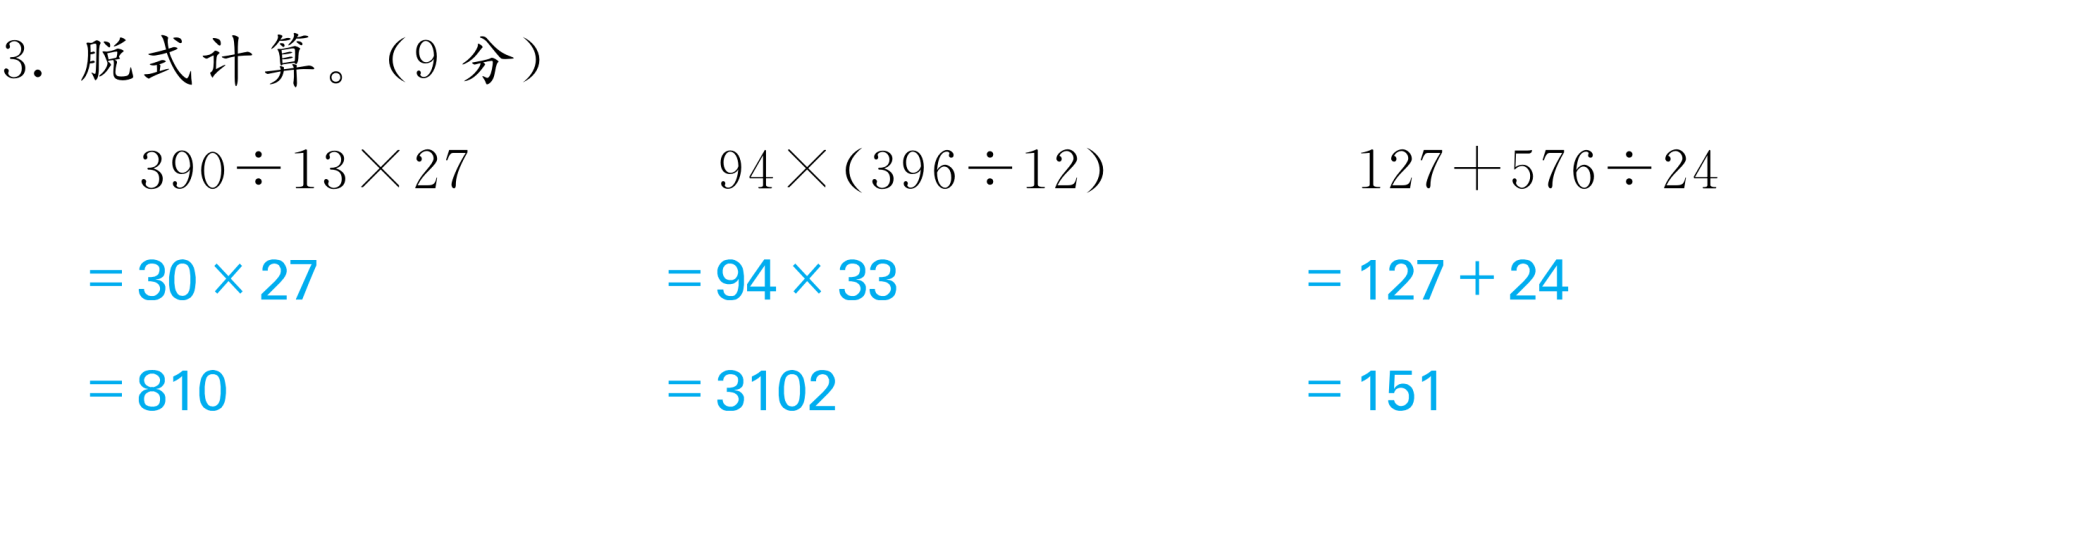 3. 脱式计算。(9 分)
390÷13×27 94×(396÷12) 127+576÷24
=30×27 =94×33 =127+24
=810 =3102 =151